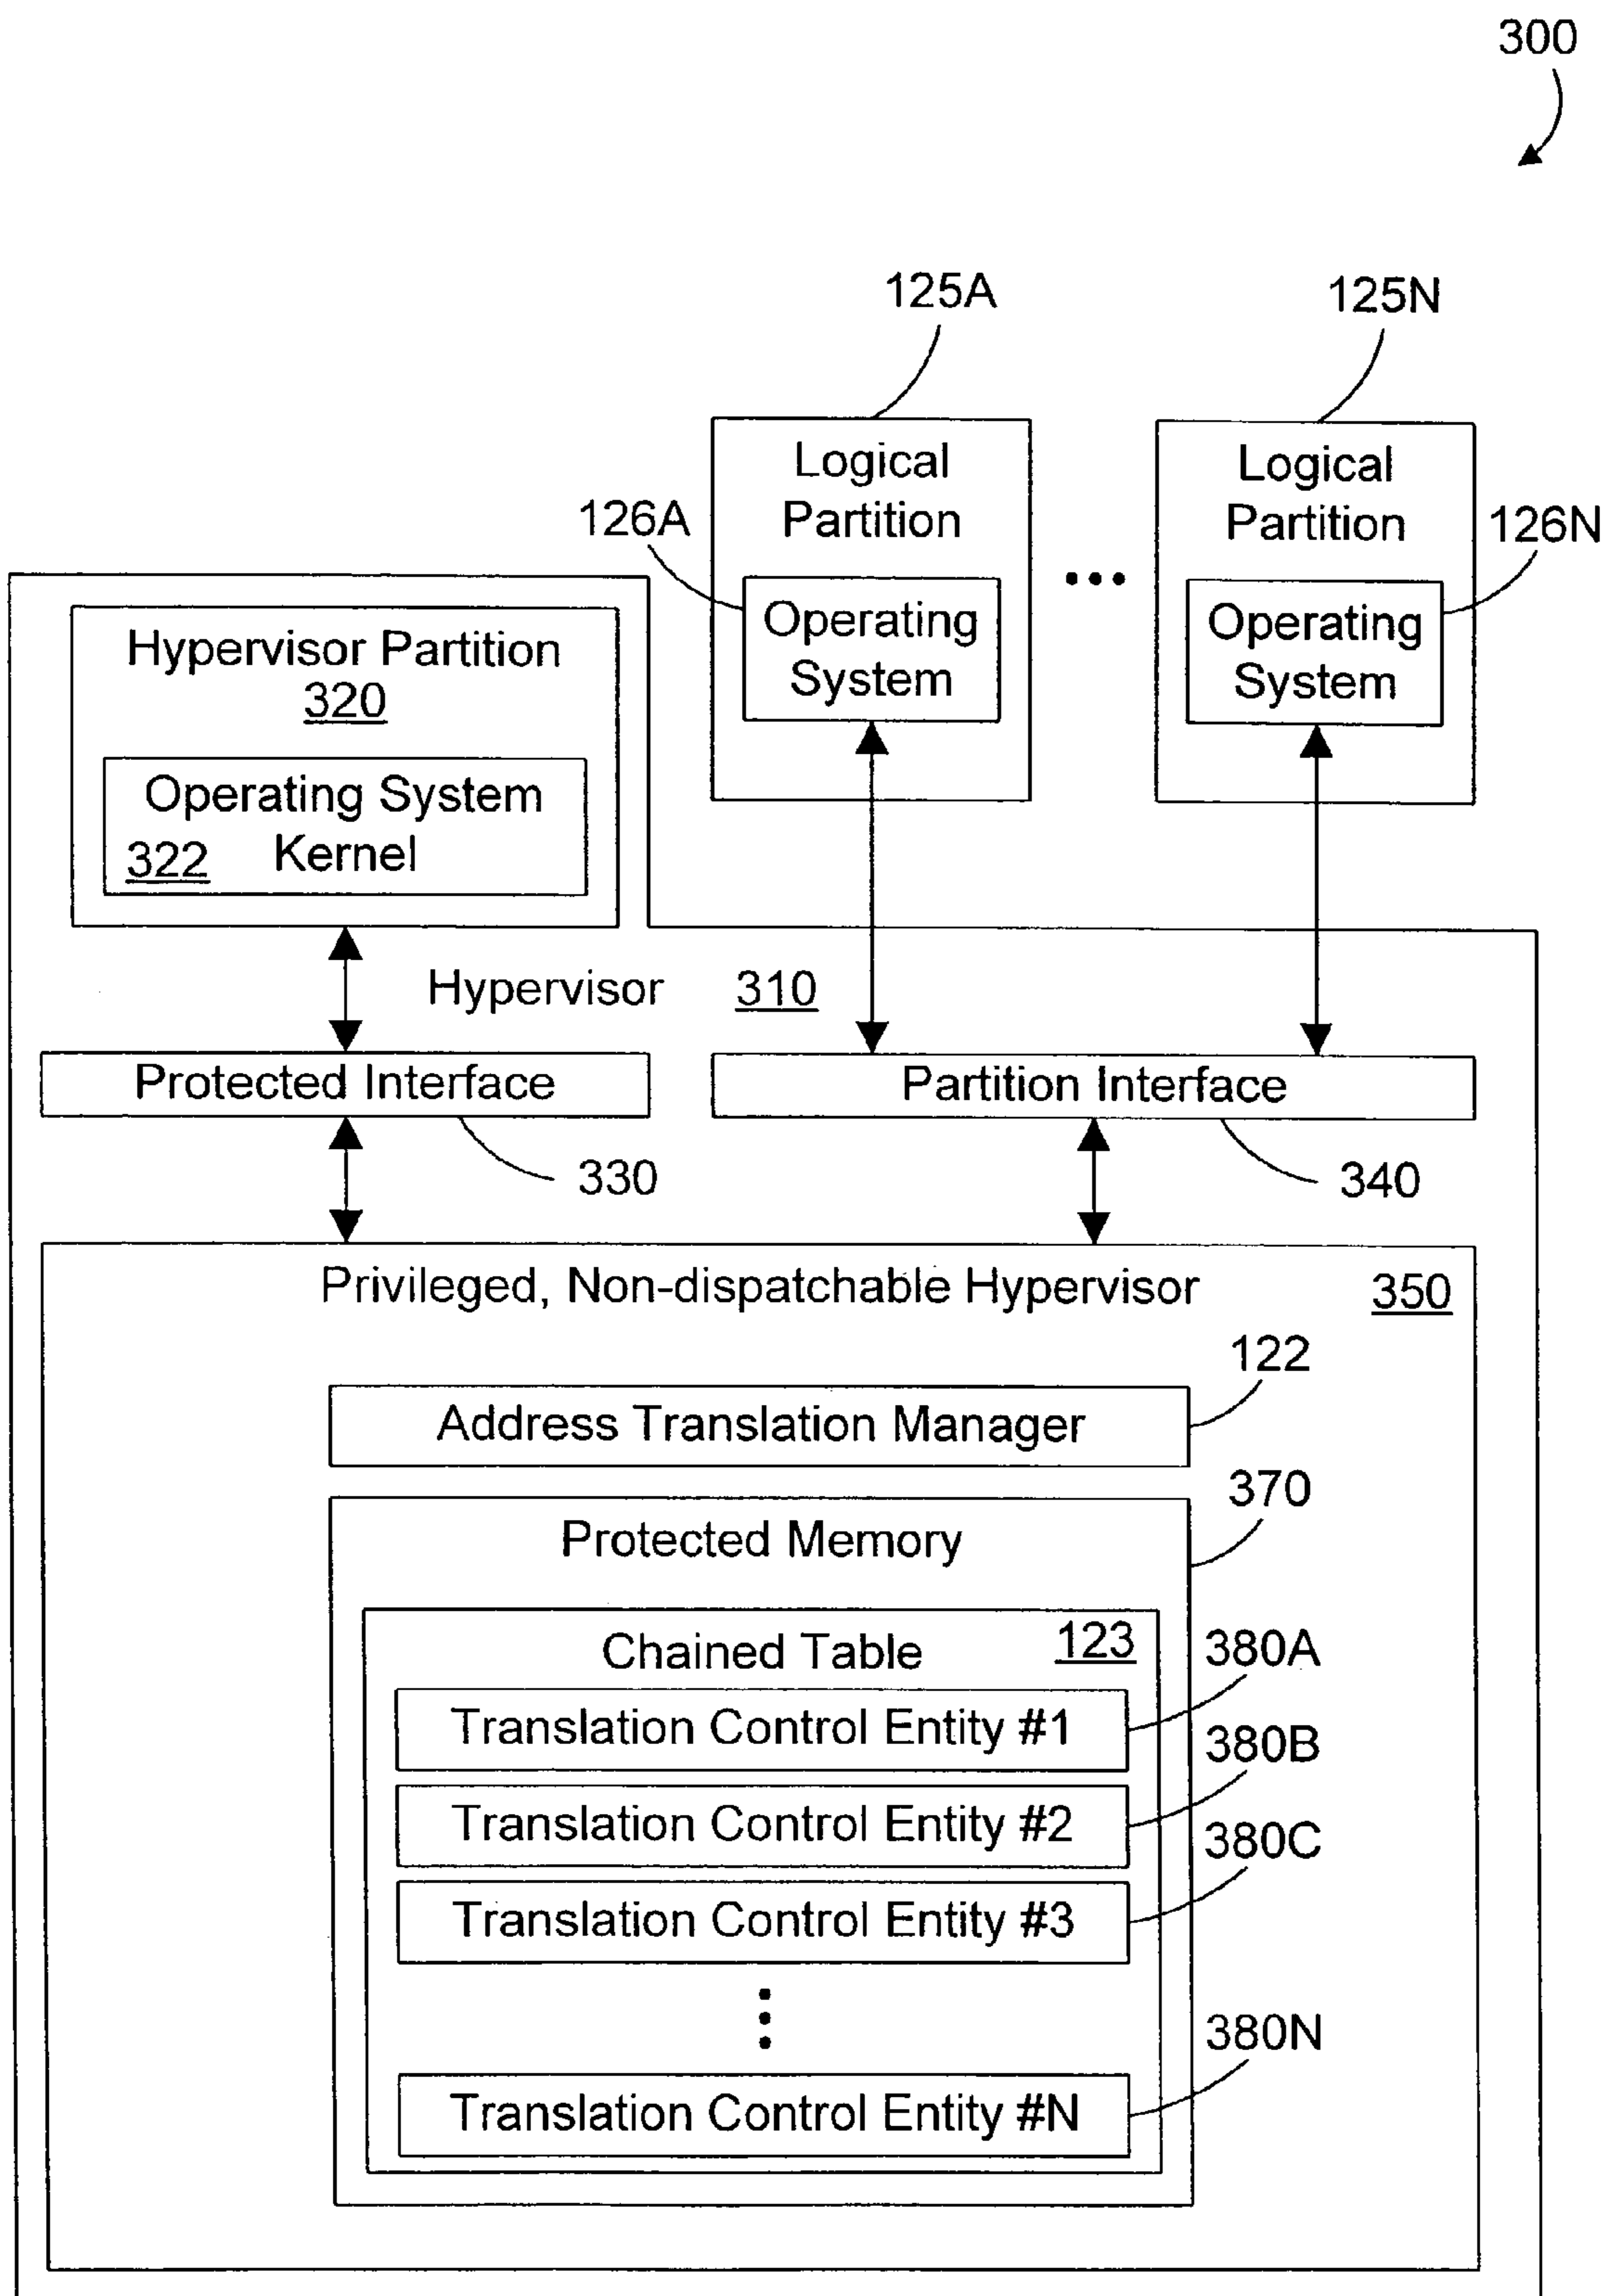 300
125A
125N
Logical
Partition
Logical
Partition
126A
126N
Operating
System
Operating
System
Hypervisor Partition
320
Operating System
Kernel
322
Hypervisor 310
Protected Interface
Partition Interface
330
340
Privileged, Non-dispatchable Hypervisor
350
122
Address Translation Manager
370
Protected Memory
Chained Table
123
380A
Translation Control Entity #1
380B
Translation Control Entity #2
380C
Translation Control Entity #3
380N
Translation Control Entity #N